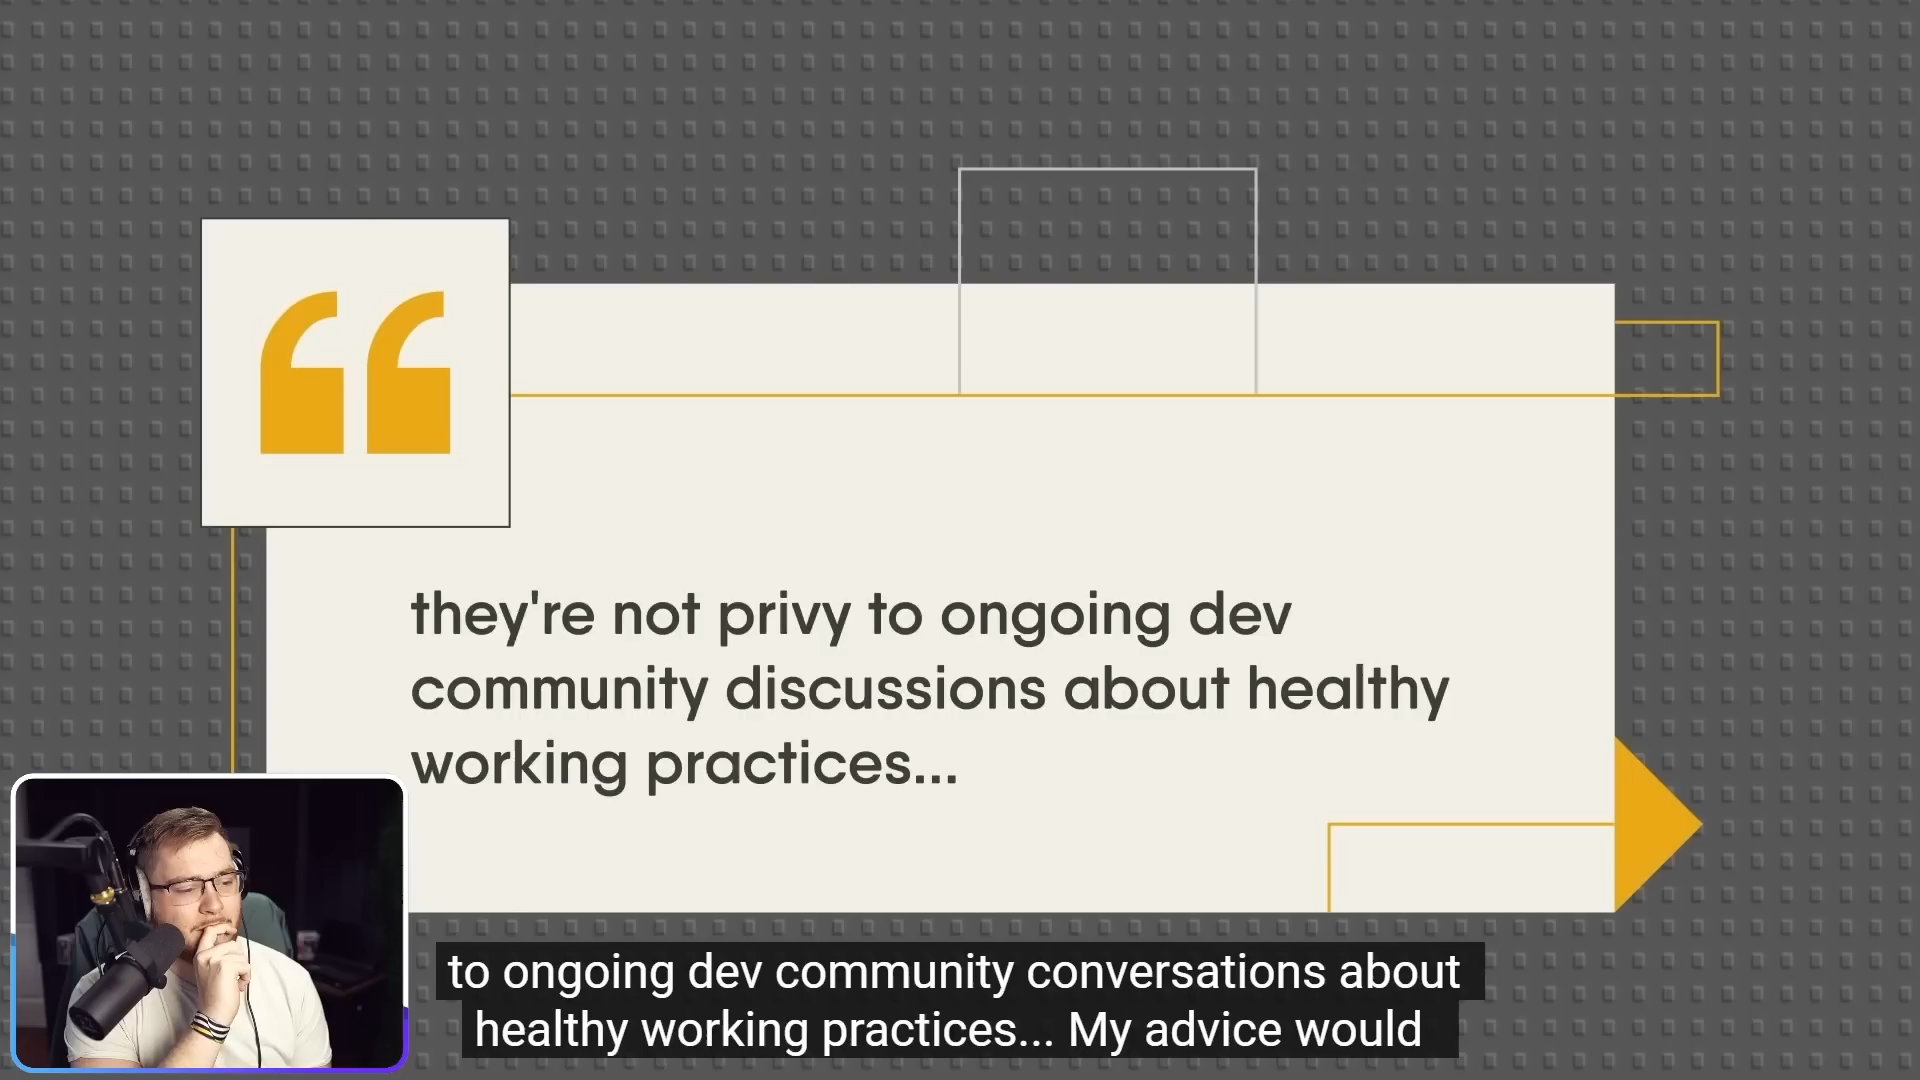 they're not privy to ongoing dev
community discussions about healthy
working practices...
to ongoing dev community conversations about
healthy working practices... My advice would